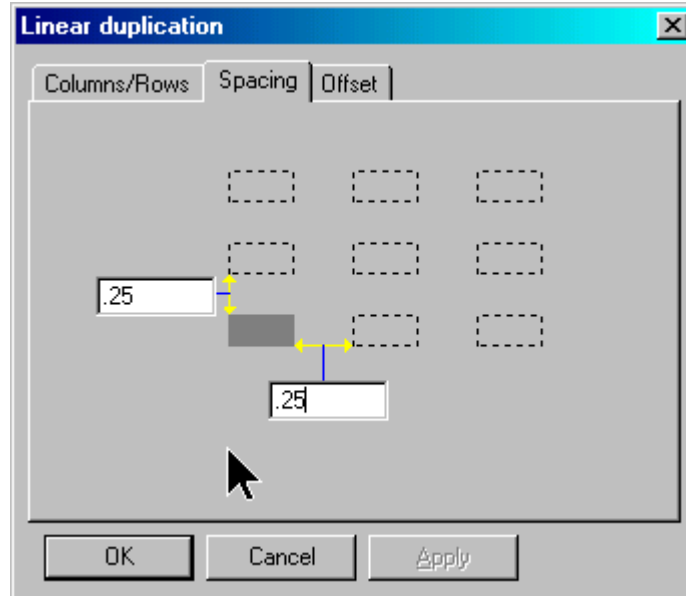 Linear duplication
Columns/Rows Spacing Offset
.25
.25
OK Cancel Apply